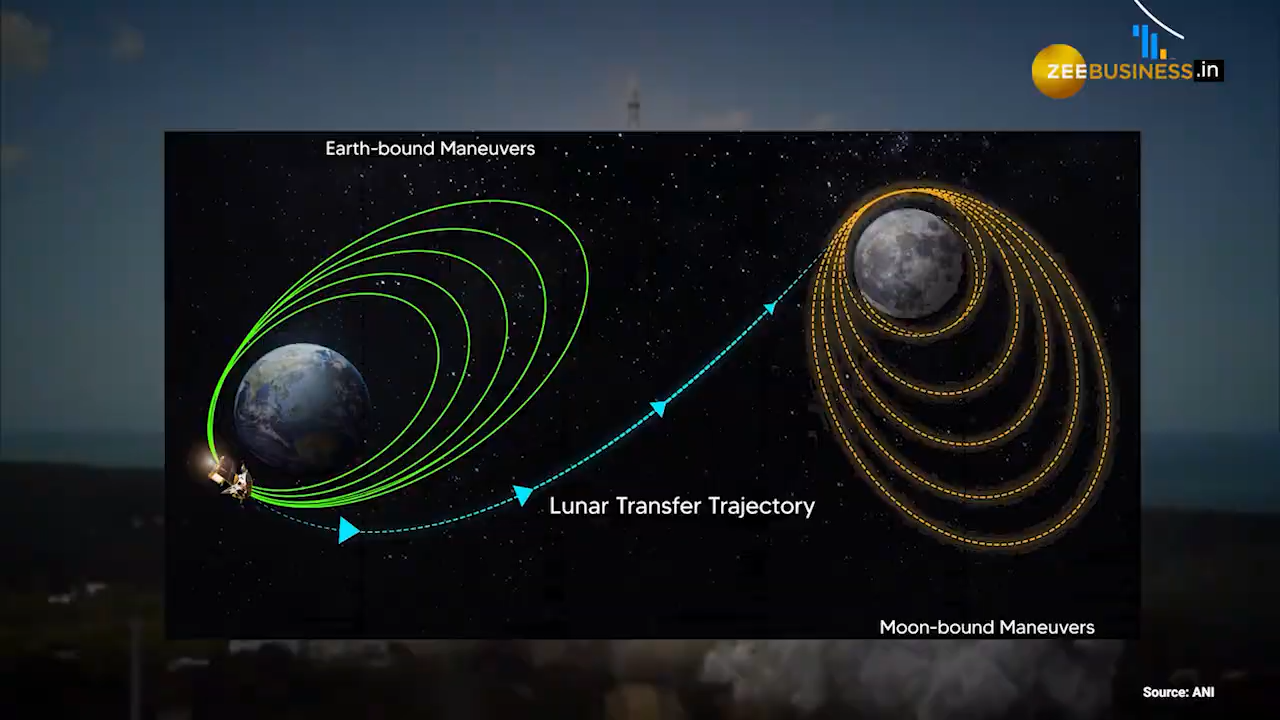 ZEEBUSINESS.in
Earth-bound Maneuvers
Lunar Transfer Trajectory
Moon-bound Maneuvers
Source: ANI